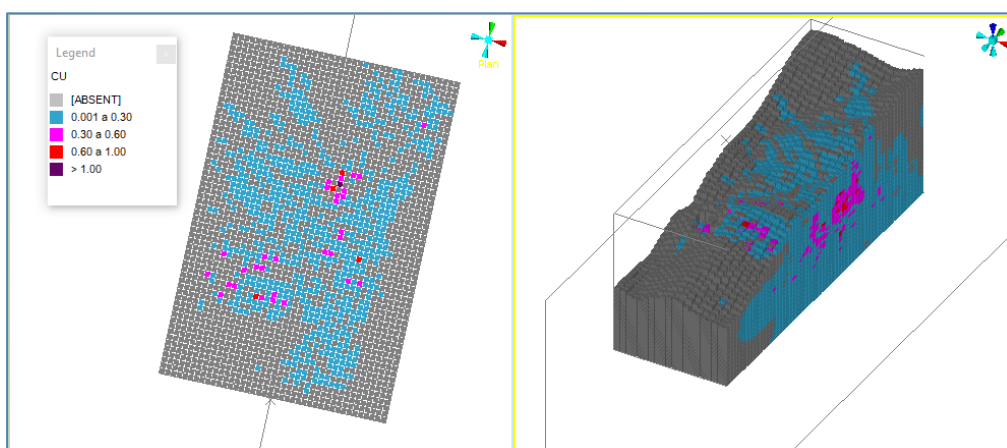 Legend
CU
[ABSENT]
0.001 a 0.30
0.30 a 0.60
0.60 a 1.00
> 1.00
Plan